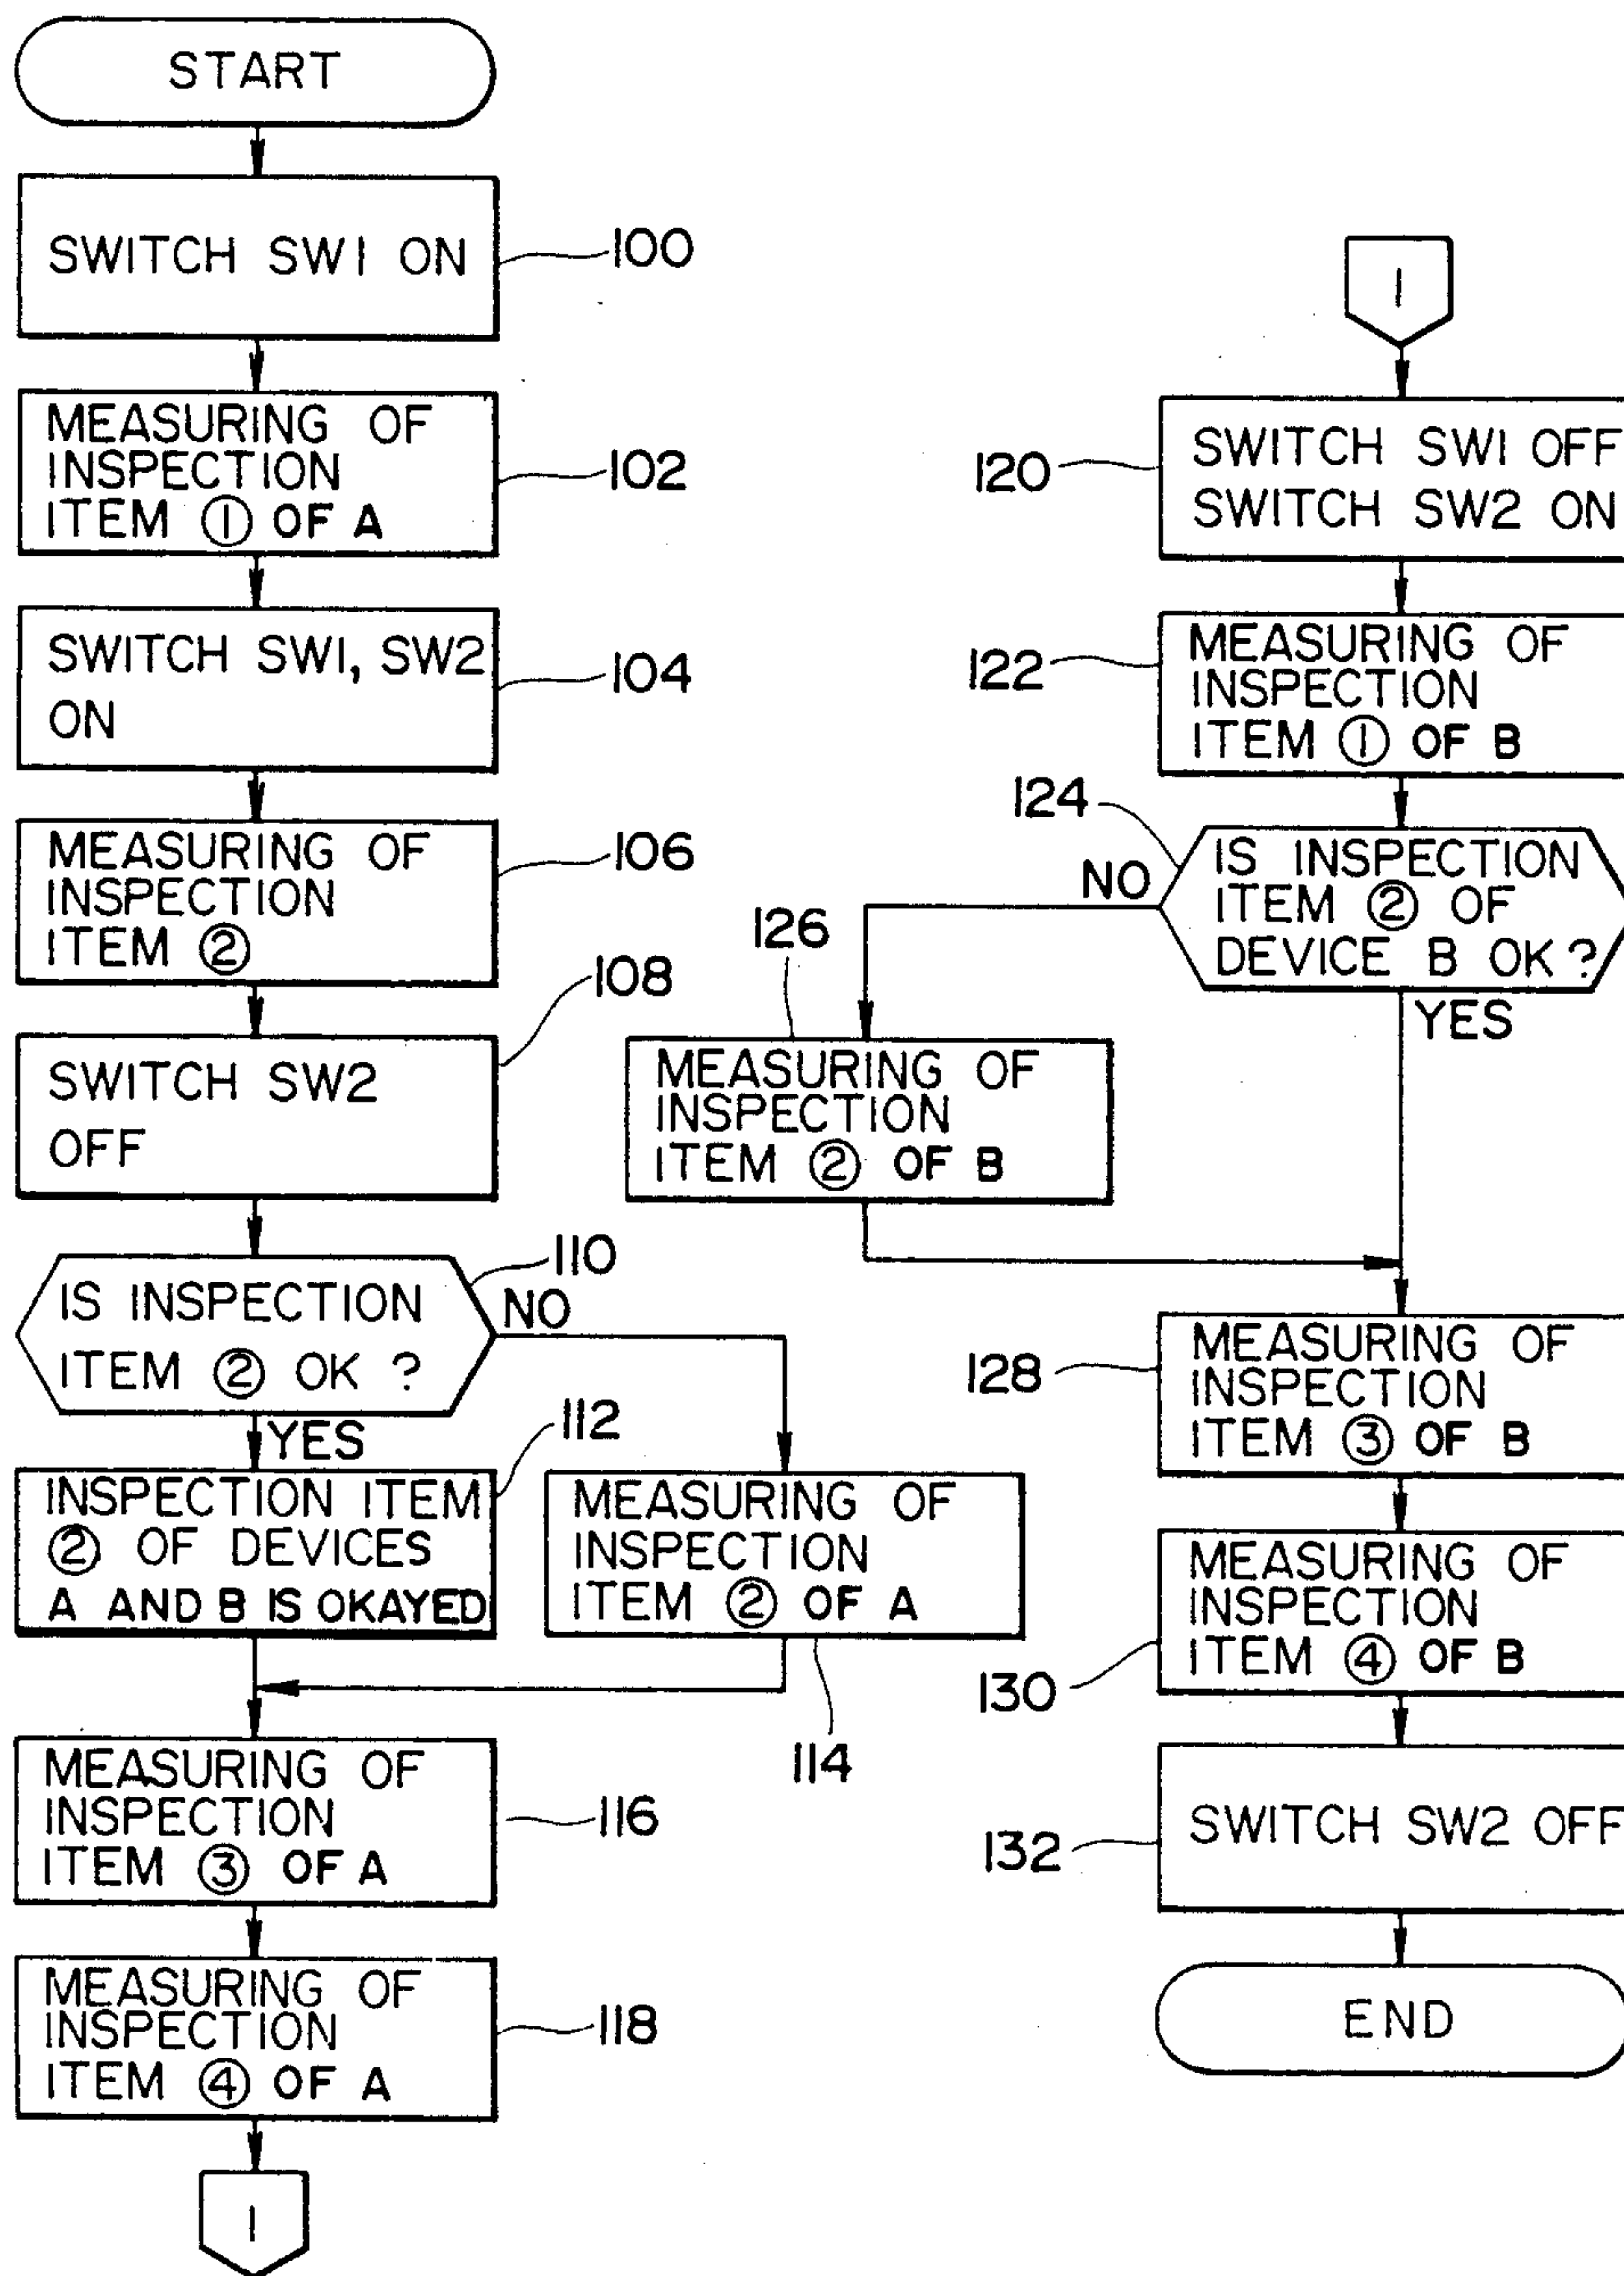 START
SWITCH SW1 ON
100
MEASURING OF
INSPECTION
ITEM ① OF A
102
SWITCH SW1, SW2
ON
104
MEASURING OF
INSPECTION
ITEM ②
106
SWITCH SW2
OFF
108
IS INSPECTION
ITEM ② OK ?
110
NO
YES
INSPECTION ITEM
② OF DEVICES
A AND B IS OKAYED
112
MEASURING OF
INSPECTION
ITEM ② OF A
114
MEASURING OF
INSPECTION
ITEM ③ OF A
116
MEASURING OF
INSPECTION
ITEM ④ OF A
118
1
1
120
SWITCH SW1 OFF
SWITCH SW2 ON
122
MEASURING OF
INSPECTION
ITEM ① OF B
124
IS INSPECTION
ITEM ② OF
DEVICE B OK ?
NO
YES
126
MEASURING OF
INSPECTION
ITEM ② OF B
128
MEASURING OF
INSPECTION
ITEM ③ OF B
130
MEASURING OF
INSPECTION
ITEM ④ OF B
132
SWITCH SW2 OFF
END